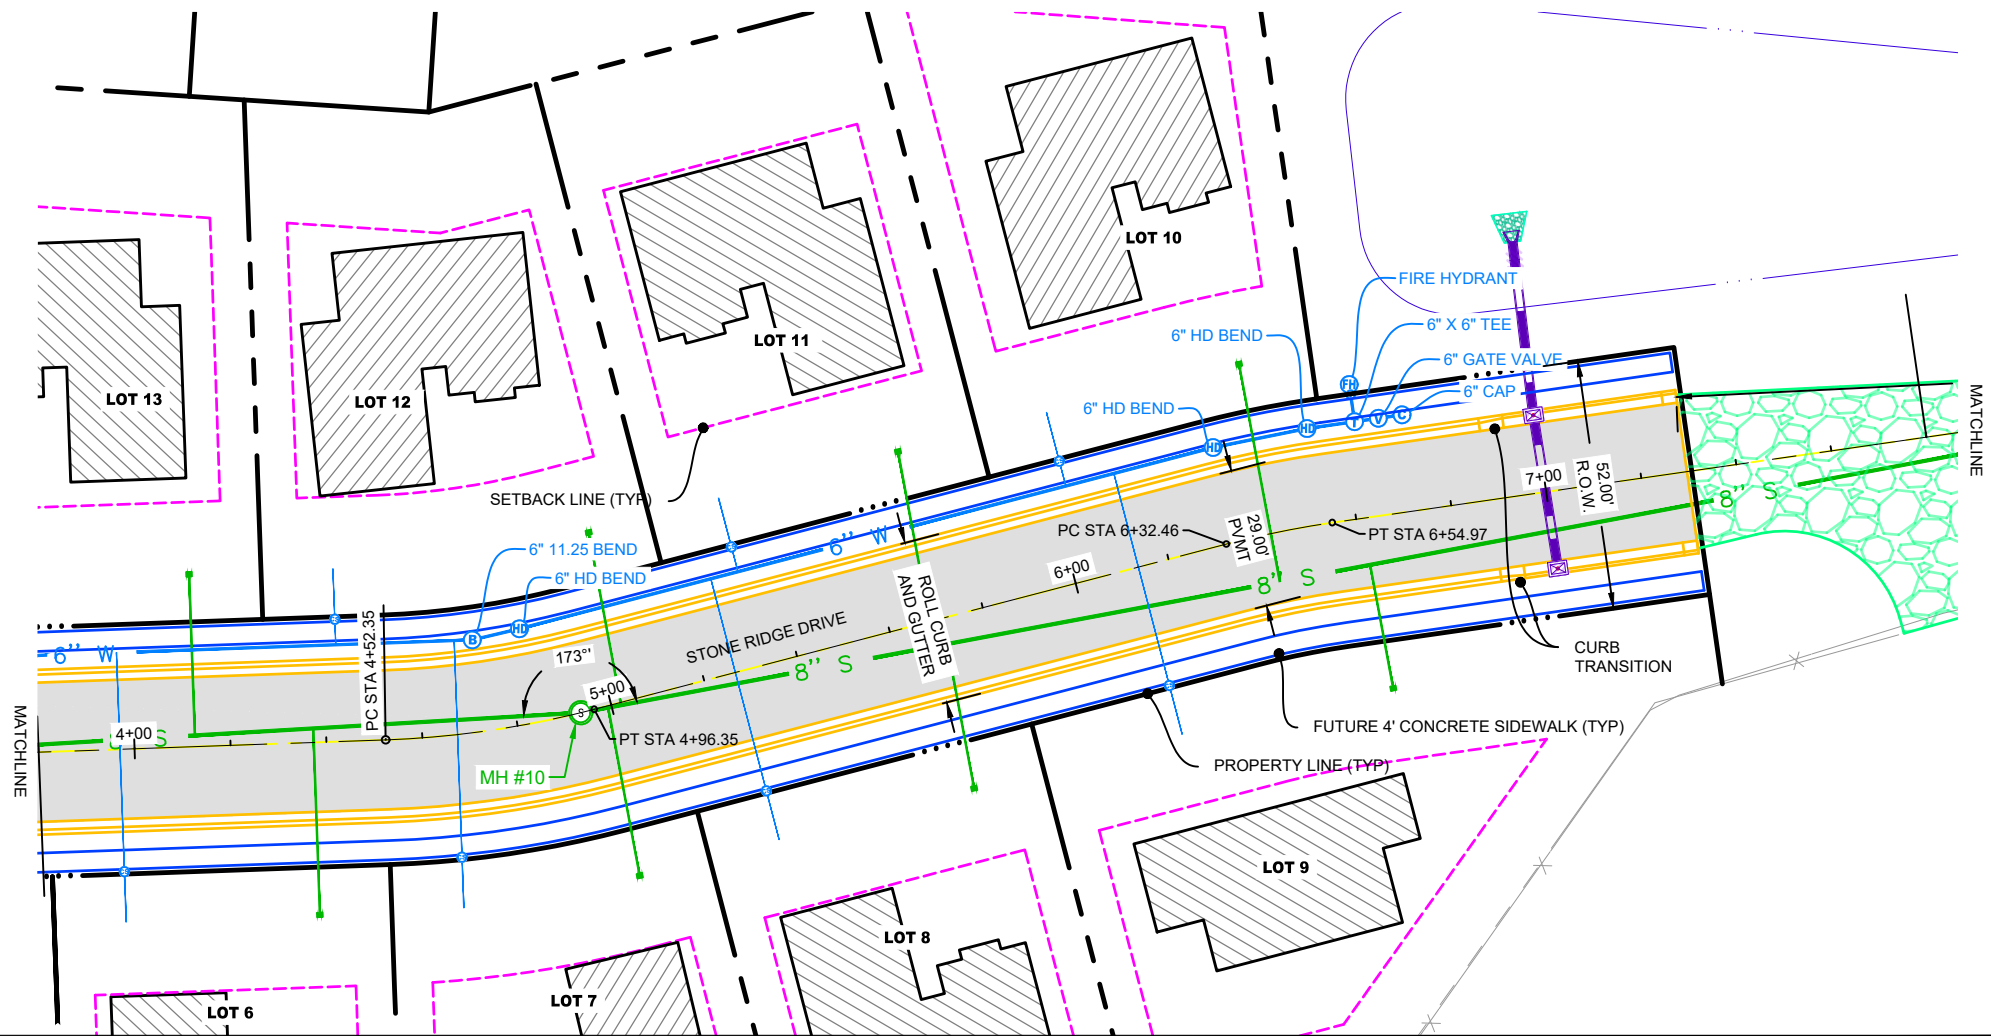 LOT 10
FIRE HYDRANT
6" X 6" TEE
6" HD BEND
LOT 11
6" GATE VALVE
FH
6" CAP
LOT 13
LOT 12
6" HD BEND
T
V
C
HD
HD
MATCHLINE
SETBACK LINE (TYP)
7+00
52.00'
R.O.W.
8'' S
6'' W
PC STA 6+32.46
29.00'
PVMT
PT STA 6+54.97
6" 11.25 BEND
6+00
6" HD BEND
8'' S
ROLL CURB
AND GUTTER
HD
B
STONE RIDGE DRIVE
6'' W
PC STA 4+52.35
173°'
8'' S
CURB
TRANSITION
5+00
S
4+00
S
PT STA 4+96.35
FUTURE 4' CONCRETE SIDEWALK (TYP)
MATCHLINE
MH #10
PROPERTY LINE (TYP)
LOT 9
LOT 8
LOT 7
LOT 6